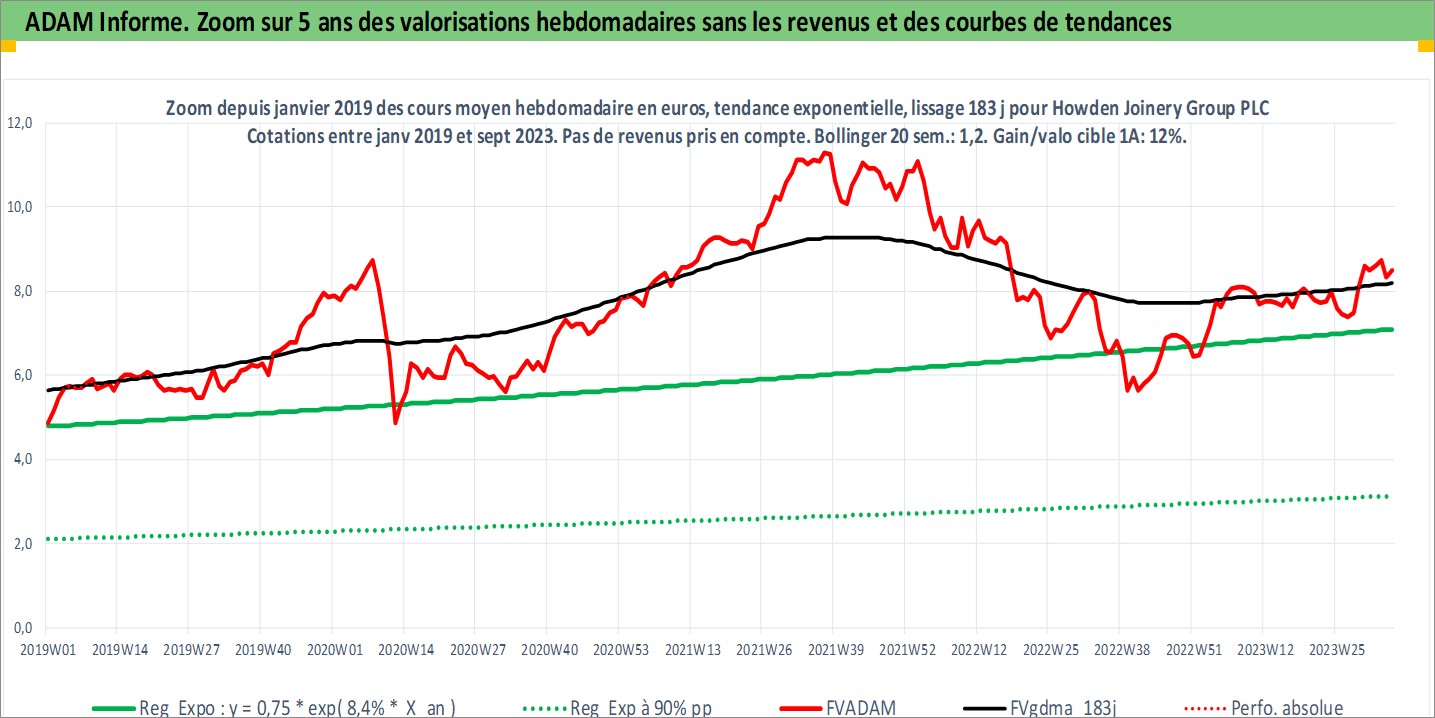 ADAM Informe. Zoom sur 5 ans des valorisations hebdomadaires sans les revenus et des courbes de tendances
Zoom depuis janvier 2019 des cours moyen hebdomadaire en euros, tendance exponentielle, lissage 183 j pour Howden Joinery Group PLC
Cotations entre janv 2019 et sept 2023. Pas de revenus pris en compte. Bollinger 20 sem.: 1,2. Gain/valo cible 1A: 12%.
12,0
10,0
8,0
6,0
4,0
2,0
0,0
2019W01 2019W14 2019W27 2019W40 2020W01 2020W14 2020W27 2020W40 2020W53 2021W13 2021W26 2021W39 2021W52 2022W12 2022W25 2022W38 2022W51 2023W12 2023W25
Reg Expo : y = 0,75 * exp( 8,4% * X an ) Reg Exp à 90% pp FVADAM FVgdma 183j Perfo. absolue